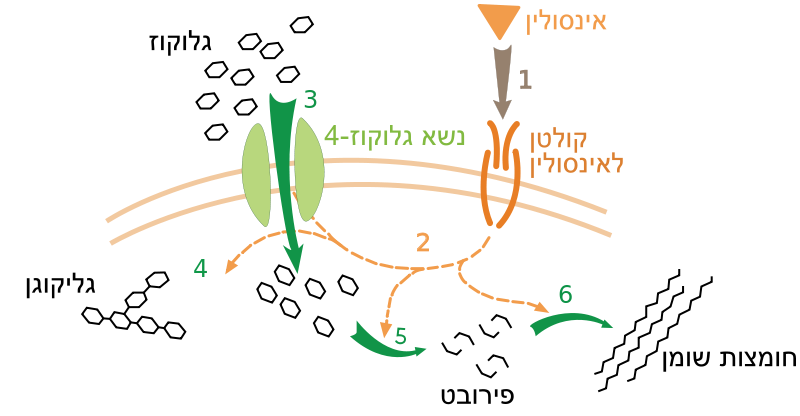 אינסולין
גלוקוז
1
3
נשא גלוקוז-4
קולטן
לאינסולין
2
4
גליקוגן
6
5
חומצות שומן
פירובט